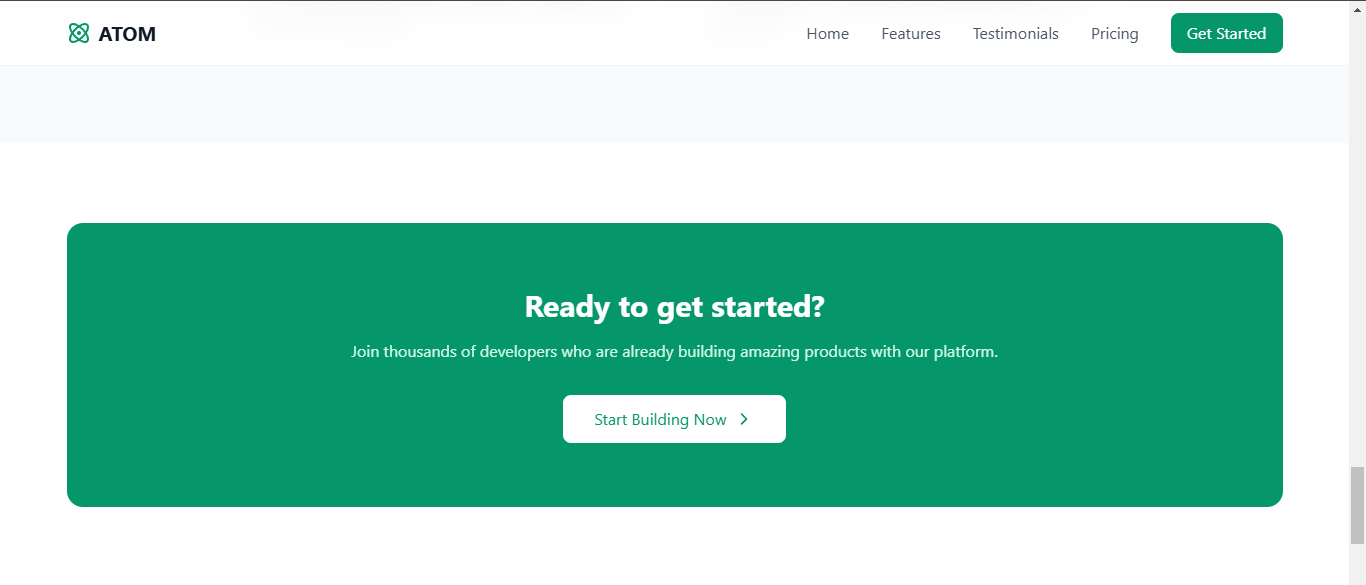 ATOM
Home
Features
Testimonials
Pricing
Get Started
Ready to get started?
Join thousands of developers who are already building amazing products with our platform.
Start Building Now